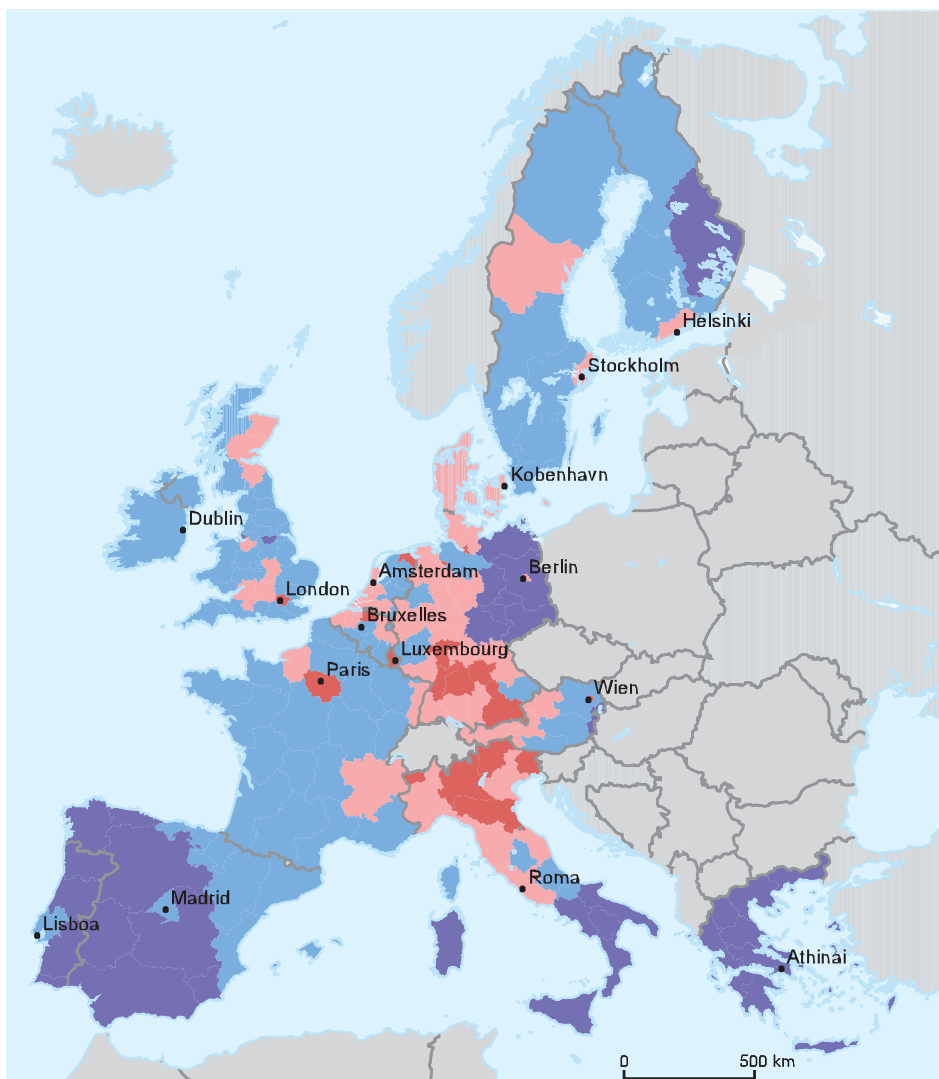 Helsinki
Stockholm
Kobenhavn
Dublin
Berlin
Amsterdam
London
Bruxelles
Luxembourg
Paris
Wien
Roma
Madrid
Lisboa
Athinai
0 500 km